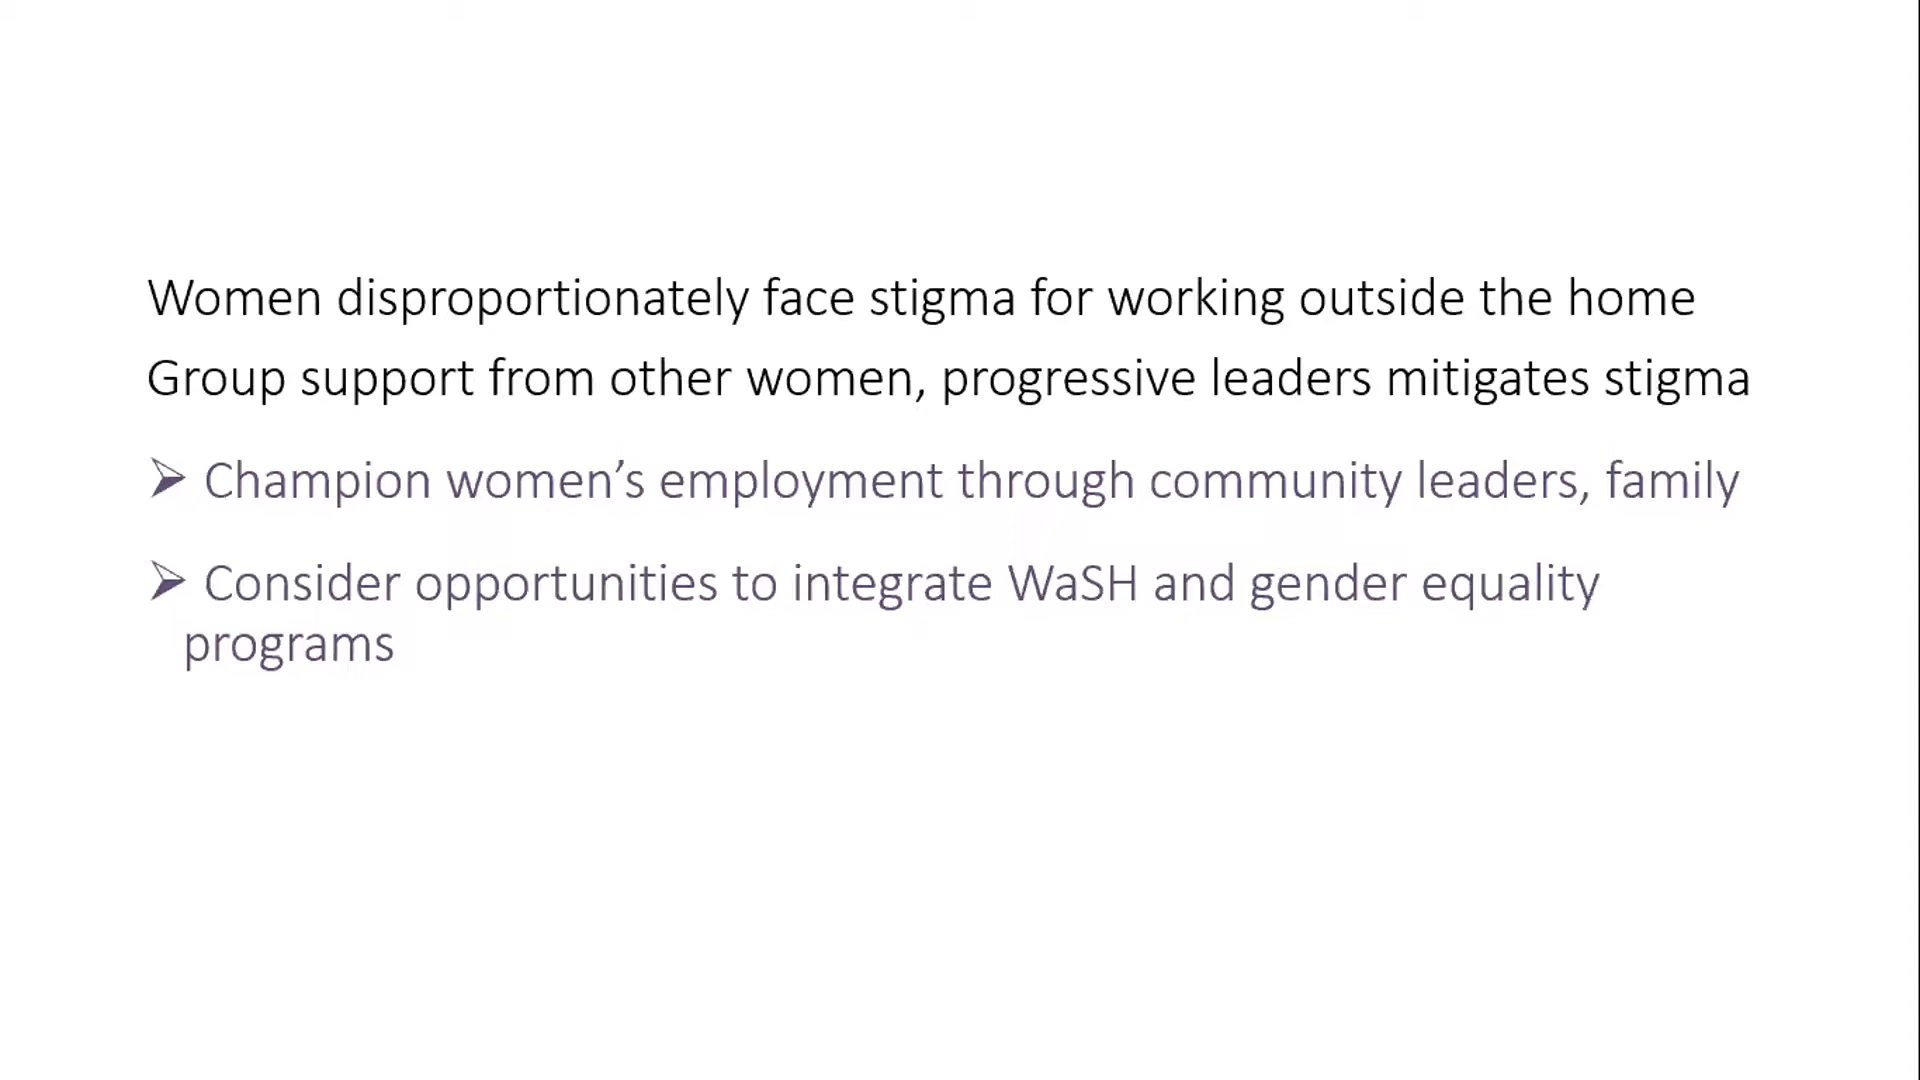 Women disproportionately face stigma for working outside the home
Group support from other women, progressive leaders mitigates stigma
➢ Champion women’s employment through community leaders, family
➢ Consider opportunities to integrate WaSH and gender equality
programs